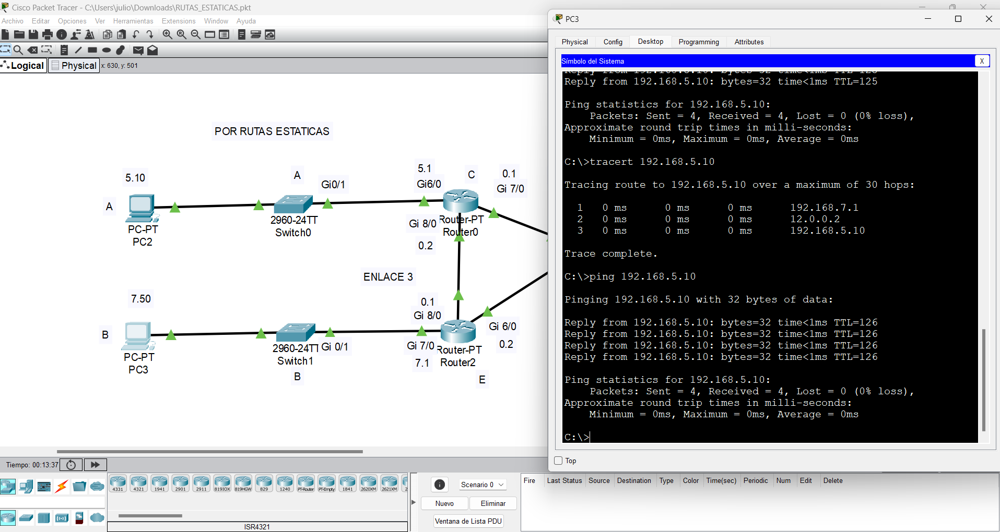 Cisco Packet Tracer - C:\Users\julio\Downloads\RUTAS_ESTATICAS.pkt
Archivo Editar Opciones Ver Herramientas Extensions Window Ayuda
Logical Physical x: 630, y: 501
POR RUTAS ESTATICAS
5.10
A
PC-PT
PC2
A
Gi0/1
2960-24TT
Switch0
5.1
Gi6/0
C
0.1
Gi 7/0
Gi 8/0
Router-PT
Router0
0.2
ENLACE 3
7.50
B
PC-PT
PC3
2960-24TT
Switch1
Gi 0/1
B
0.1
Gi 8/0
Gi 7/0
7.1
Router-PT
Router2
Gi 6/0
0.2
E
PC3
Physical Config Desktop Programming Attributes
Símbolo del Sistema
X
Reply from 192.168.5.10: bytes=32 time<1ms TTL=125
Ping statistics for 192.168.5.10:
Packets: Sent = 4, Received = 4, Lost = 0 (0% loss),
Approximate round trip times in milli-seconds:
Minimum = 0ms, Maximum = 0ms, Average = 0ms
C:\>tracert 192.168.5.10
Tracing route to 192.168.5.10 over a maximum of 30 hops:
1 0 ms 0 ms 0 ms 192.168.7.1
2 0 ms 0 ms 0 ms 12.0.0.2
3 0 ms 0 ms 0 ms 192.168.5.10
Trace complete.
C:\>ping 192.168.5.10
Pinging 192.168.5.10 with 32 bytes of data:
Reply from 192.168.5.10: bytes=32 time<1ms TTL=126
Reply from 192.168.5.10: bytes=32 time<1ms TTL=126
Reply from 192.168.5.10: bytes=32 time<1ms TTL=126
Reply from 192.168.5.10: bytes=32 time<1ms TTL=126
Ping statistics for 192.168.5.10:
Packets: Sent = 4, Received = 4, Lost = 0 (0% loss),
Approximate round trip times in milli-seconds:
Minimum = 0ms, Maximum = 0ms, Average = 0ms
C:\>
Top
Tiempo: 00:13:37
4331 4321 1941 2901 2911 819IOX 819HGW 829 1240 PT-Router PT-Empty 1841 2620XM 2621XM 2
ISR4321
Scenario 0
Nuevo Eliminar
Ventana de Lista PDU
Fire Last Status Source Destination Type Color Time(sec) Periodic Num Edit Delete